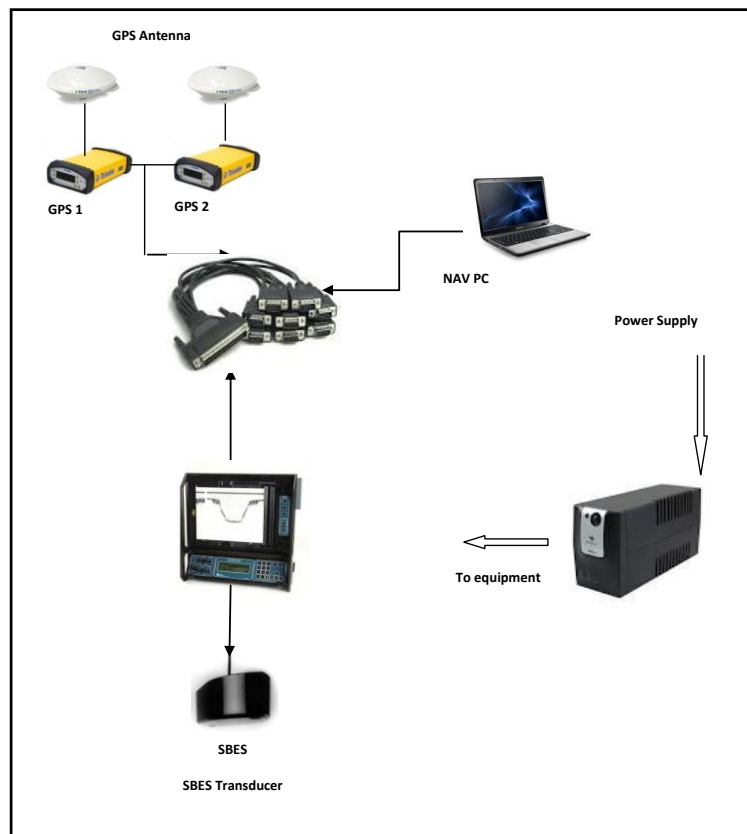 GPS Antenna
GPS 1
GPS 2
NAV PC
Power Supply
To equipment
SBES
SBES Transducer